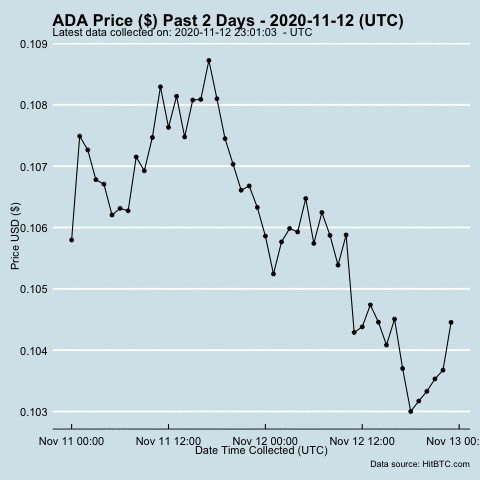 ADA Price ($) Past 2 Days - 2020-11-12 (UTC)
Latest data collected on: 2020-11-12 23:01:03 - UTC
0.109
0.108
0.107
0.106
0.105
0.104
0.103
Price USD ($)
Nov 11 00:00 Nov 11 12:00 Nov 12 00:00 Nov 12 12:00 Nov 13 00:
Date Time Collected (UTC)
Data source: HitBTC.com